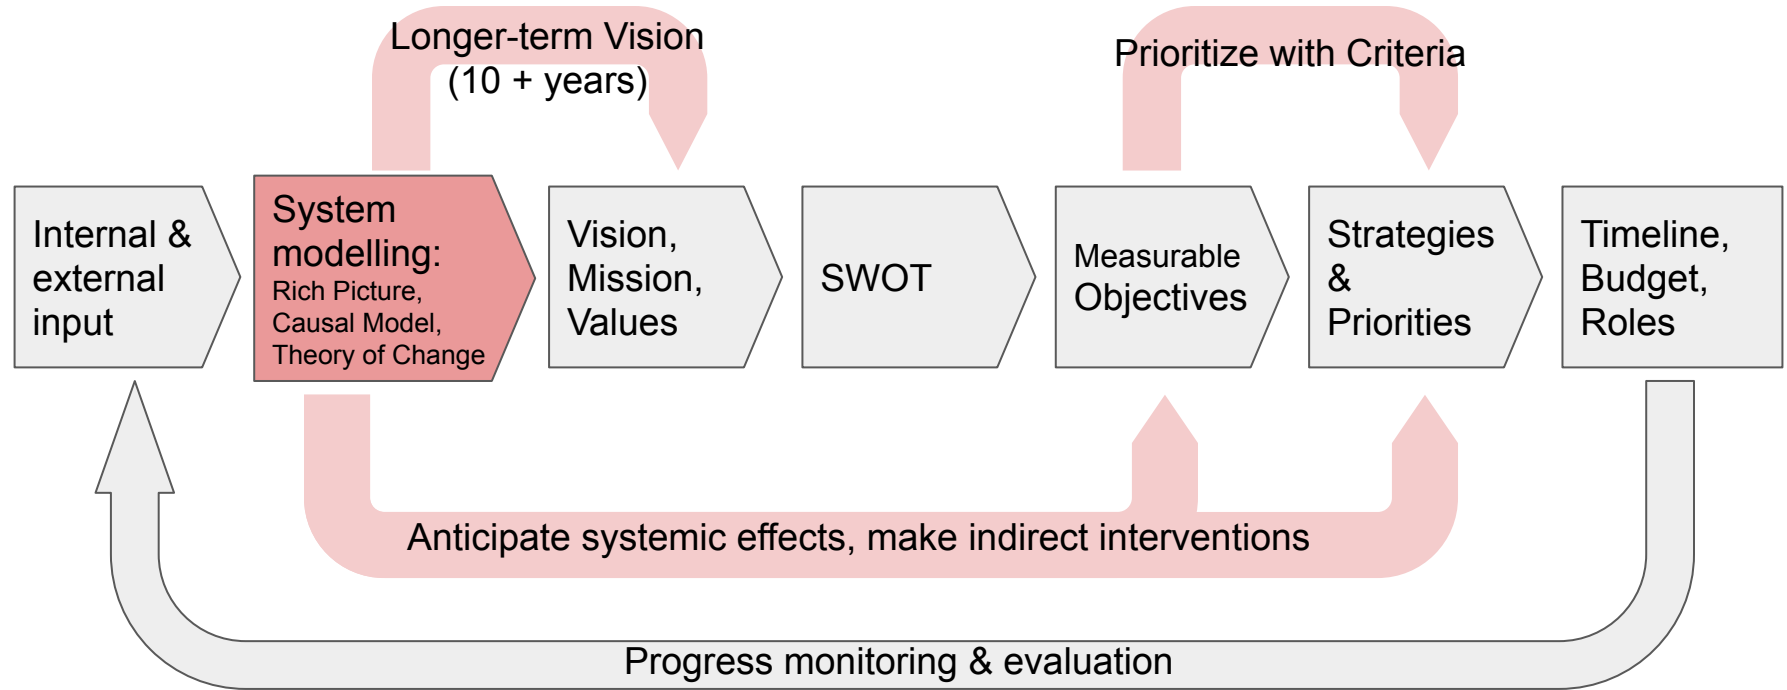 Longer-term Vision
(10 + years)
Prioritize with Criteria
Internal &
external
input
System
modelling:
Rich Picture,
Causal Model,
Theory of Change
Vision,
Mission,
Values
SWOT
Measurable
Objectives
Strategies
&
Priorities
Timeline,
Budget,
Roles
Anticipate systemic effects, make indirect interventions
Progress monitoring & evaluation